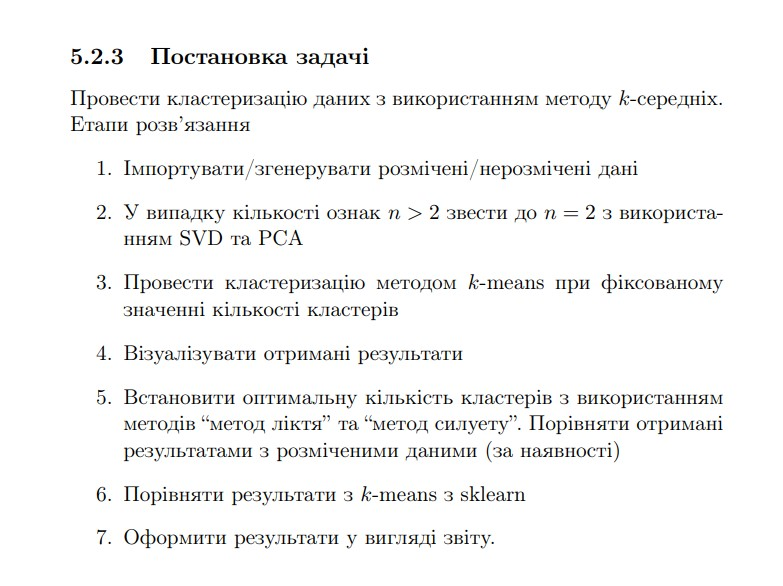 5.2.3 Постановка задачі
Провести кластеризацію даних з використанням методу k-середніх.
Етапи розв’язання
1. Імпортувати/згенерувати розмічені/нерозмічені дані
2. У випадку кількості ознак n > 2 звести до n = 2 з використа-
нням SVD та PCA
3. Провести кластеризацію методом k-means при фіксованому
значенні кількості кластерів
4. Візуалізувати отримані результати
5. Встановити оптимальну кількість кластерів з використанням
методів “метод ліктя” та “метод силуету”. Порівняти отримані
результатами з розміченими даними (за наявності)
6. Порівняти результати з k-means з sklearn
7. Оформити результати у вигляді звіту.